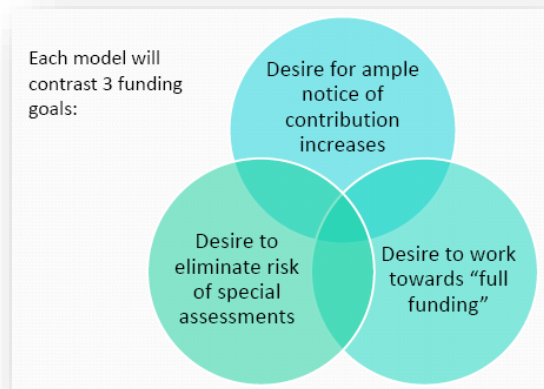 Each model will
contrast 3 funding
goals:
Desire for ample
notice of
contribution
increases
Desire to
eliminate risk
of special
assessments
Desire to work
towards “full
funding”